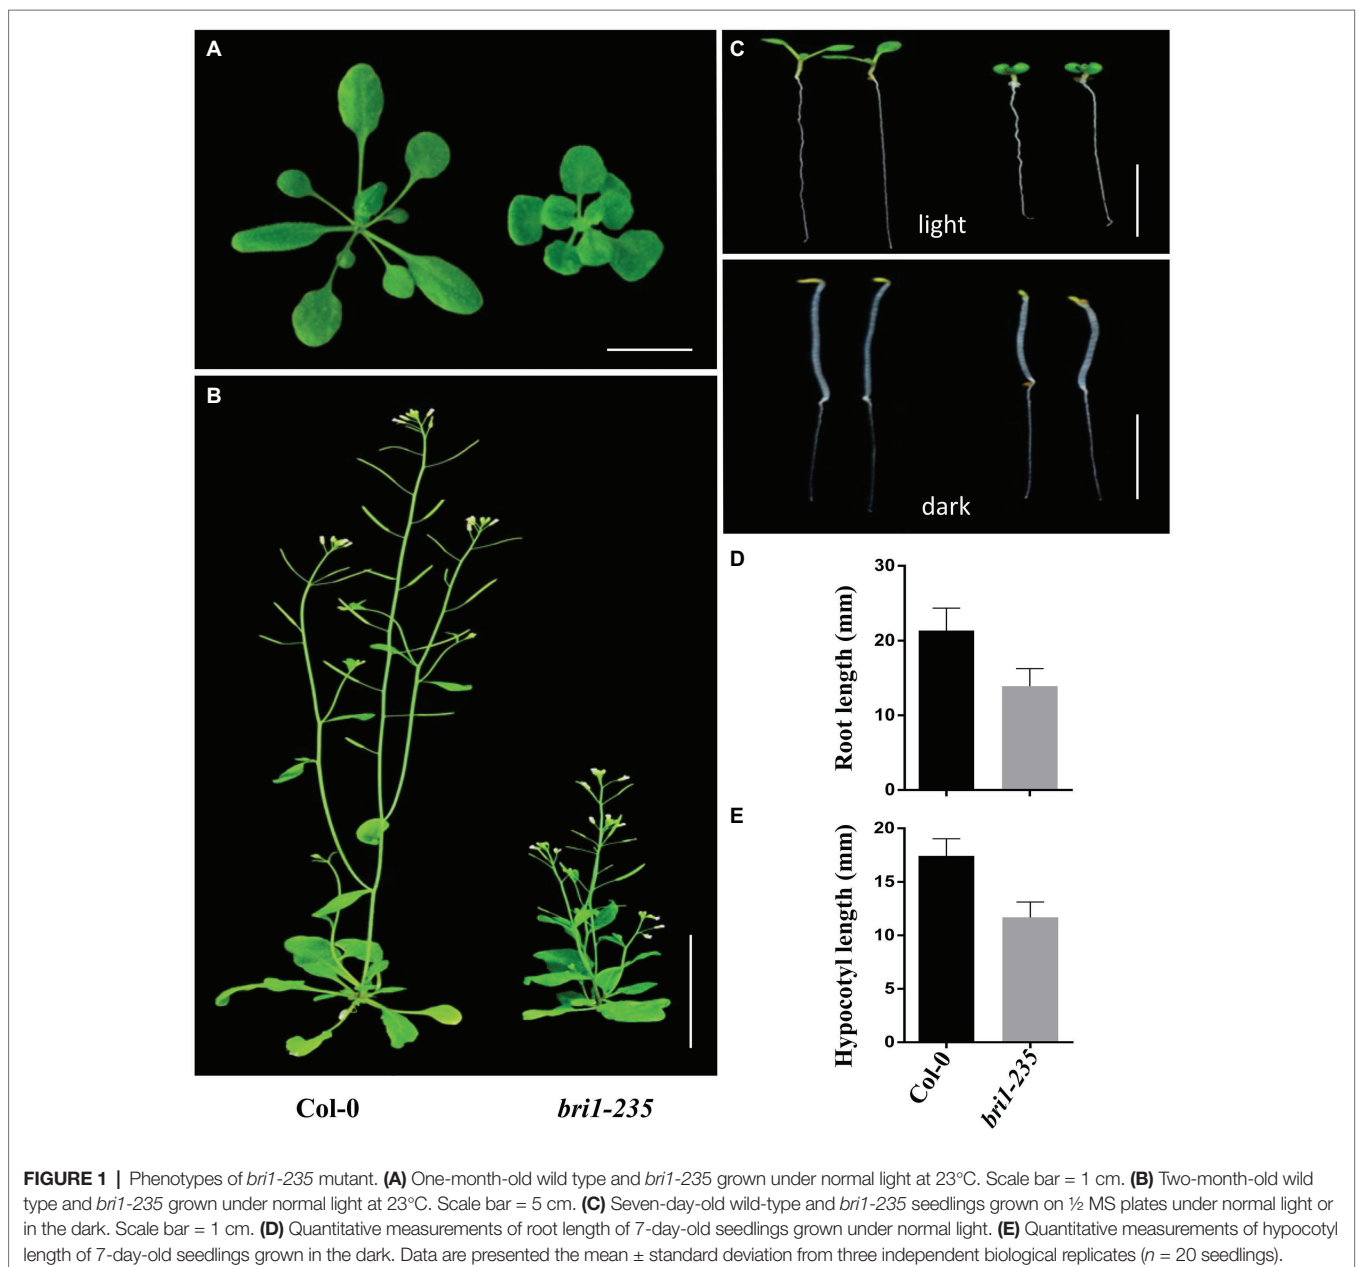 A
B
Col-0
bri1-235
C
light
dark
D
Root length (mm)
30
20
10
0
E
Hypocotyl length (mm)
20
15
10
5
0
Col-0
bri1-235
FIGURE 1 | Phenotypes of bri1-235 mutant. (A) One-month-old wild type and bri1-235 grown under normal light at 23°C. Scale bar = 1 cm. (B) Two-month-old wild
type and bri1-235 grown under normal light at 23°C. Scale bar = 5 cm. (C) Seven-day-old wild-type and bri1-235 seedlings grown on ½ MS plates under normal light or
in the dark. Scale bar = 1 cm. (D) Quantitative measurements of root length of 7-day-old seedlings grown under normal light. (E) Quantitative measurements of hypocotyl
length of 7-day-old seedlings grown in the dark. Data are presented the mean ± standard deviation from three independent biological replicates (n = 20 seedlings).